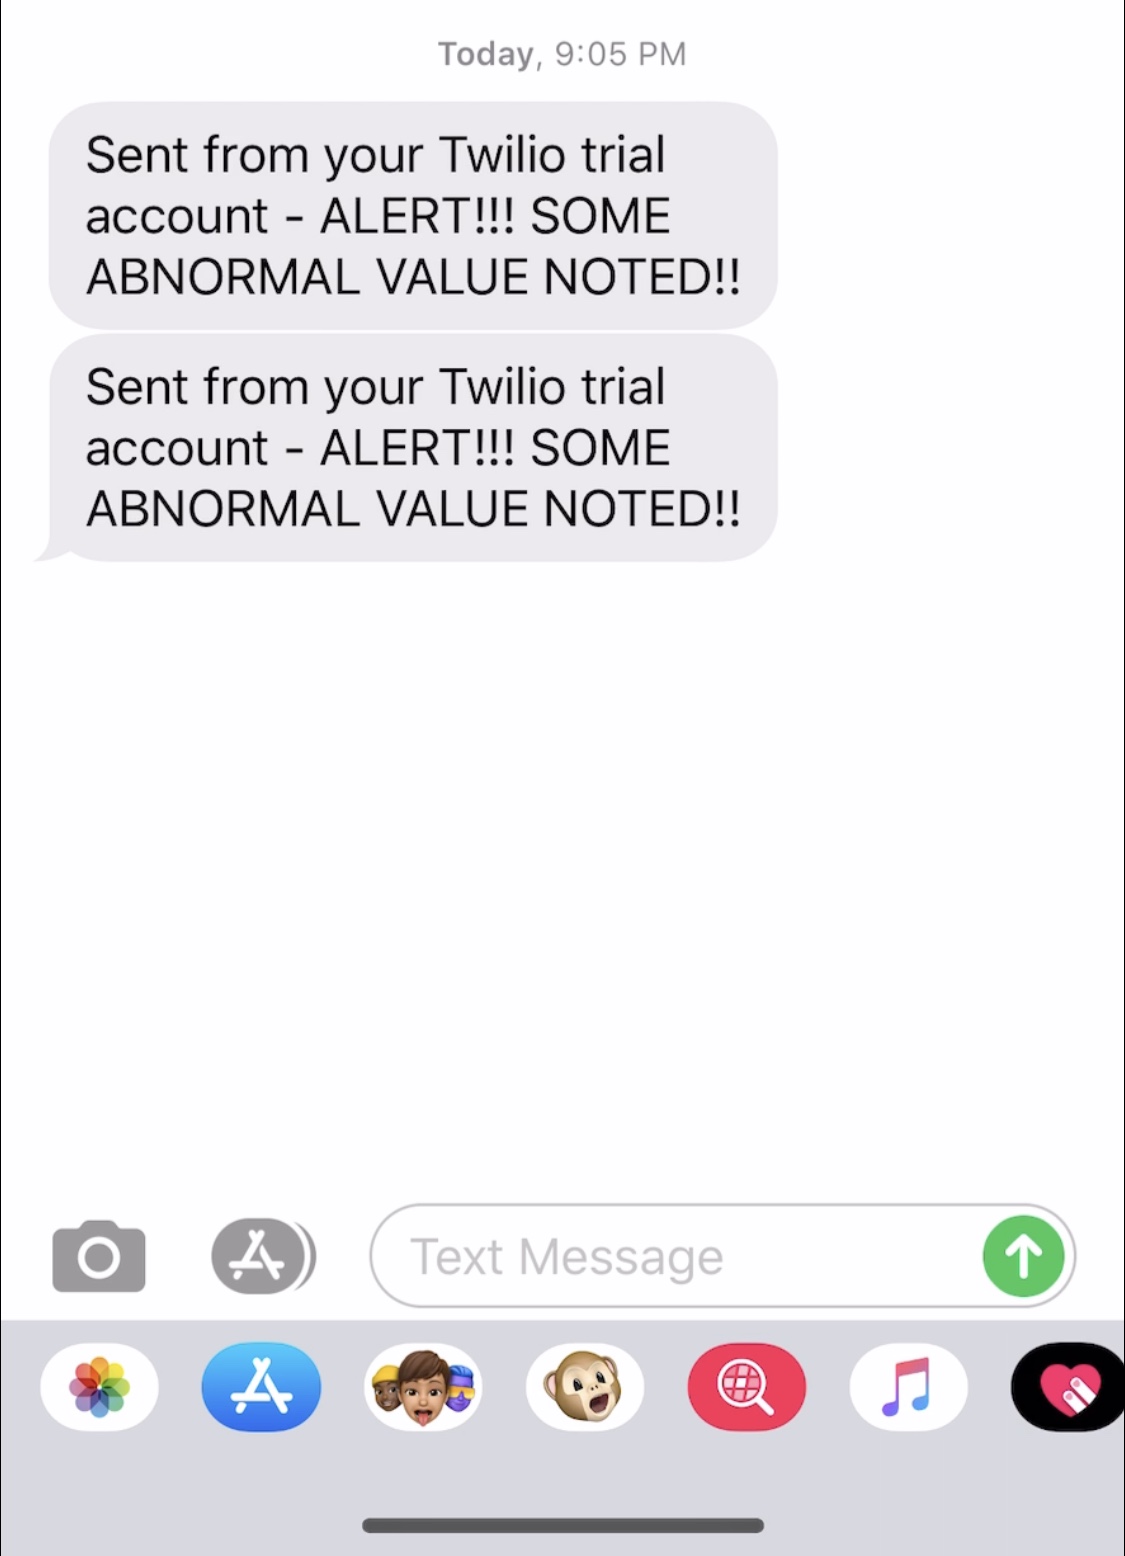 Today, 9:05 PM
Sent from your Twilio trial
account - ALERT!!! SOME
ABNORMAL VALUE NOTED!!
Sent from your Twilio trial
account - ALERT!!! SOME
ABNORMAL VALUE NOTED!!
Text Message